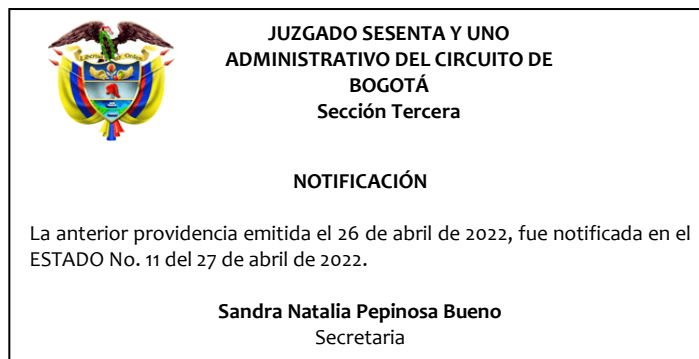 JUZGADO SESENTA Y UNO
ADMINISTRATIVO DEL CIRCUITO DE
BOGOTÁ
Sección Tercera
NOTIFICACIÓN
La anterior providencia emitida el 26 de abril de 2022, fue notificada en el
ESTADO No. 11 del 27 de abril de 2022.
Sandra Natalia Pepinosa Bueno
Secretaria